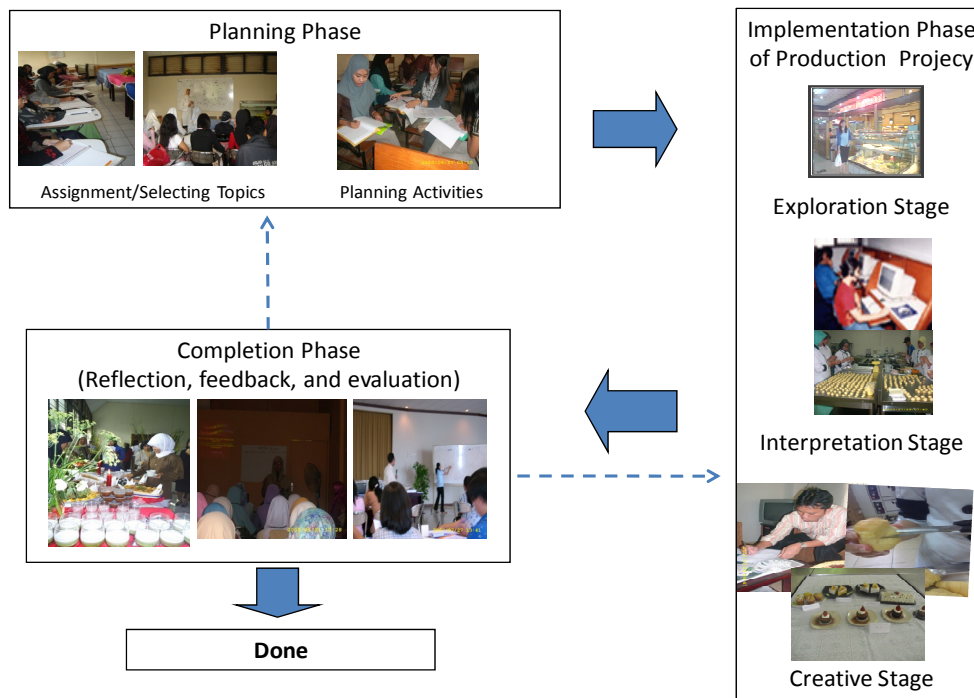 Planning Phase
Assignment/Selecting Topics
Planning Activities
Implementation Phase
of Production Projecy
Exploration Stage
Interpretation Stage
Creative Stage
Completion Phase
(Reflection, feedback, and evaluation)
Done